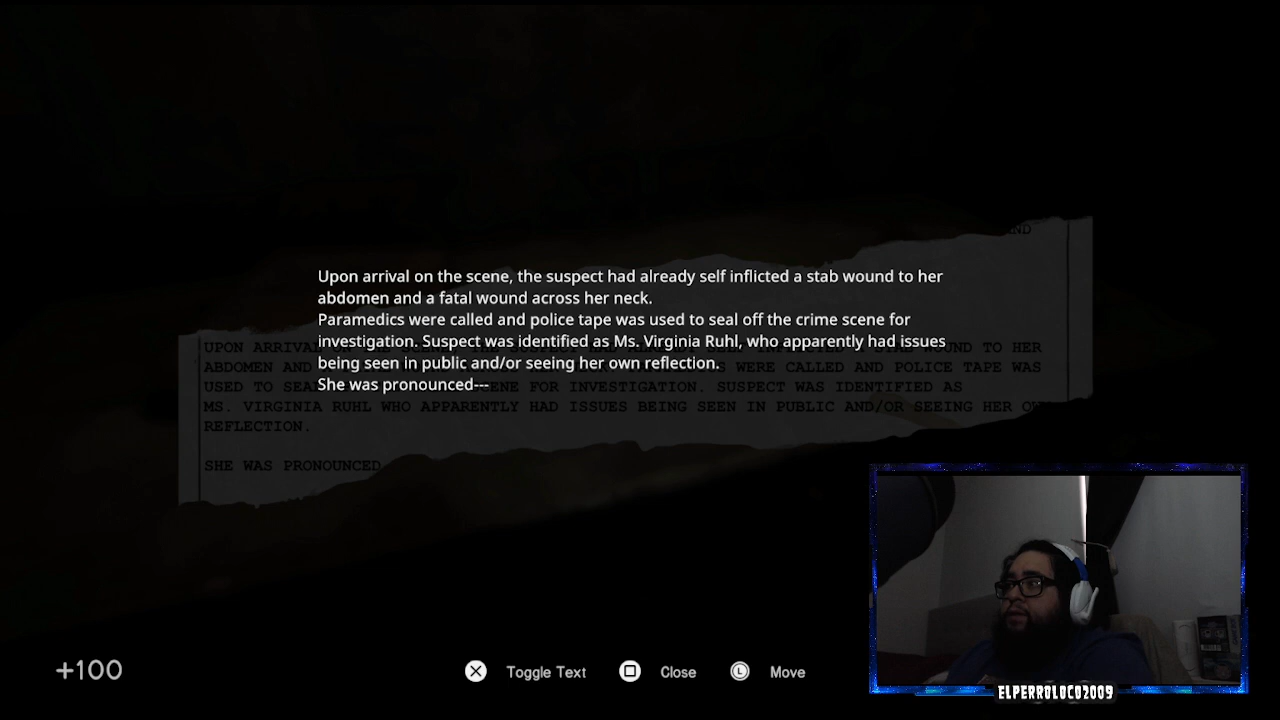 ND
Upon arrival on the scene, the suspect had already self inflicted a stab wound to her
abdomen and a fatal wound across her neck.
Paramedics were called and police tape was used to seal off the crime scene for
investigation. Suspect was identified as Ms. Virginia Ruhl, who apparently had issues
being seen in public and/or seeing her own reflection.
She was pronounced---
UPON ARRIVAL WOUND TO HER
ABDOMEN AND WERE CALLED AND POLICE TAPE WAS
USED TO SEAL SCENE FOR INVESTIGATION. SUSPECT WAS IDENTIFIED AS
MS. VIRGINIA RUHL WHO APPARENTLY HAD ISSUES BEING SEEN IN PUBLIC AND/OR SEEING HER
REFLECTION.
SHE WAS PRONOUNCED
+100
Toggle Text
Close
L
Move
ELPERROLOCO2009